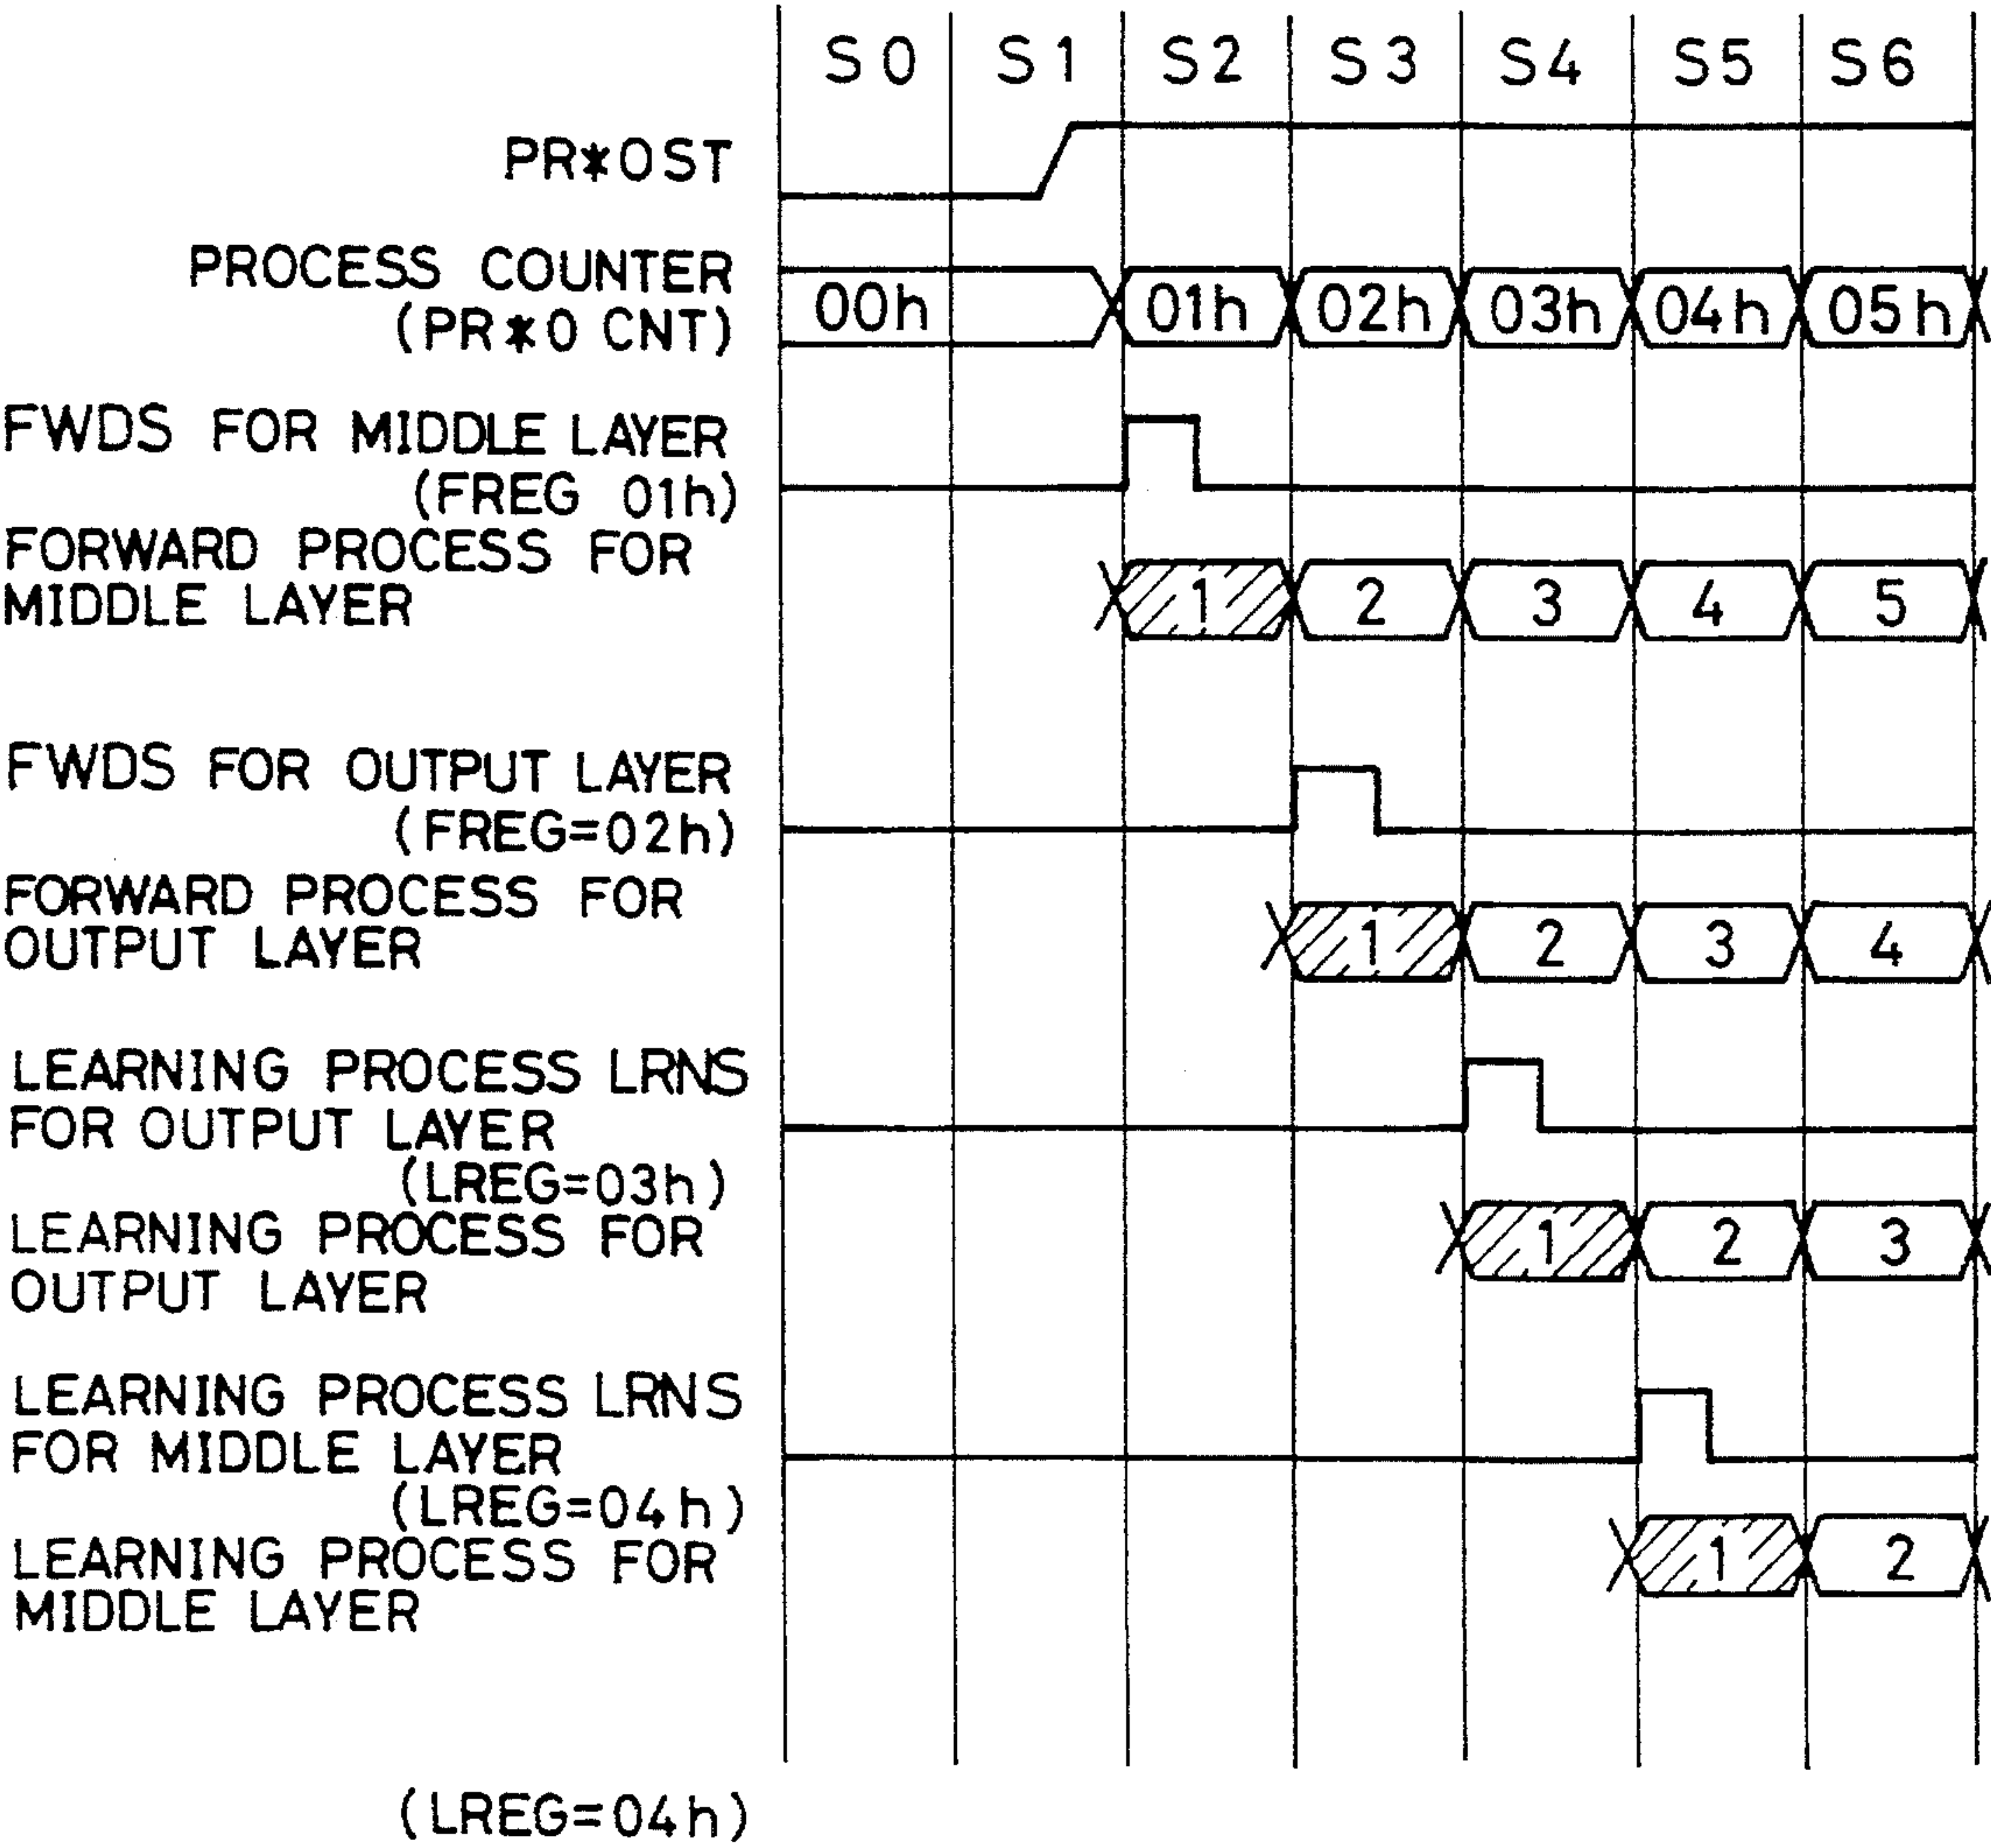 S0 S1 S2 S3 S4 S5 S6
PR*OST
PROCESS COUNTER
(PR*0 CNT)
00h 01h 02h 03h 04h 05h
FWDS FOR MIDDLE LAYER
(FREG 01h)
FORWARD PROCESS FOR
MIDDLE LAYER
1 2 3 4 5
FWDS FOR OUTPUT LAYER
(FREG=02h)
FORWARD PROCESS FOR
OUTPUT LAYER
1 2 3 4
LEARNING PROCESS LRNS
FOR OUTPUT LAYER
(LREG=03h)
LEARNING PROCESS FOR
OUTPUT LAYER
1 2 3
LEARNING PROCESS LRNS
FOR MIDDLE LAYER
(LREG=04h)
LEARNING PROCESS FOR
MIDDLE LAYER
1 2
(LREG=04h)